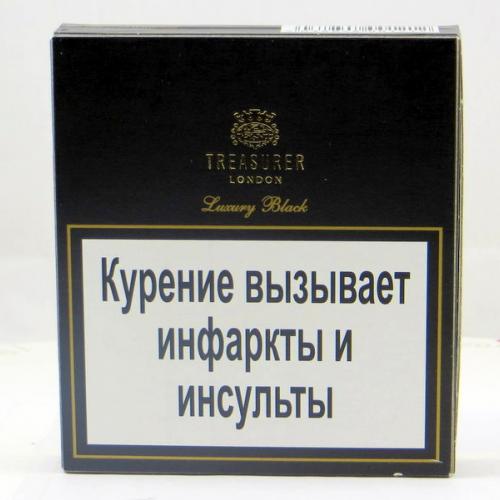 TREASURER
LONDON
Luxury Black
Курение вызывает
инфаркты и
инсульты